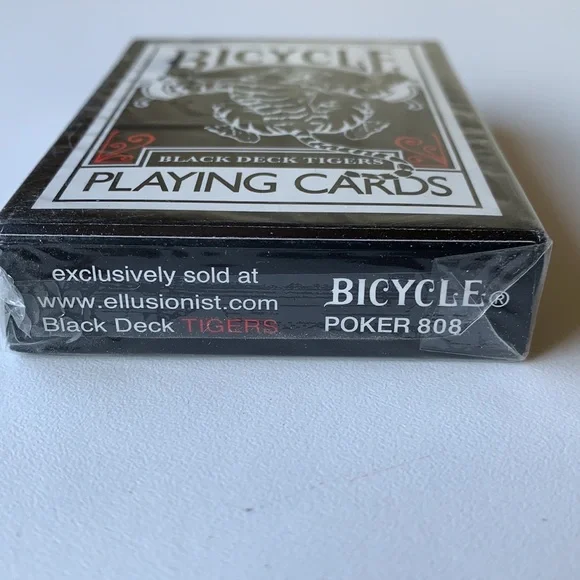 BICYCLE
BLACK DECK TIGERS
PLAYING CARDS
exclusively sold at
www.ellusionist.com
Black Deck TIGERS
BICYCLE®
POKER 808